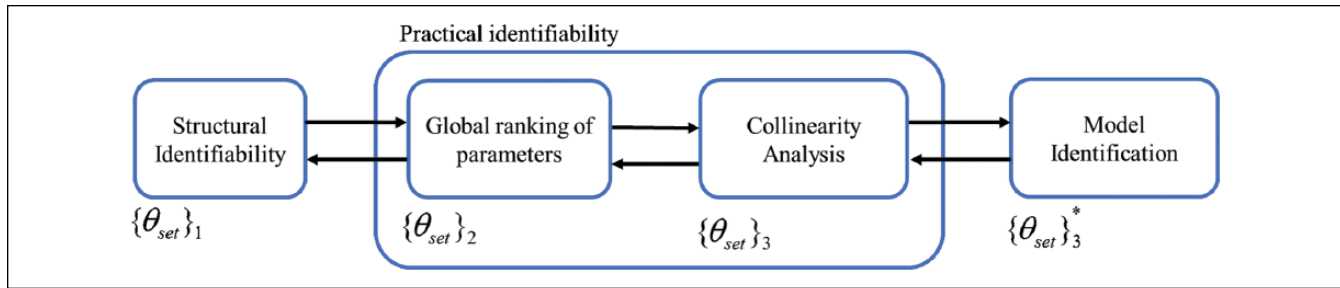 Practical identifiability
Structural
Identifiability
Global ranking of
parameters
Collinearity
Analysis
Model
Identification
{θset}1
{θset}2
{θset}3
{θset}3*